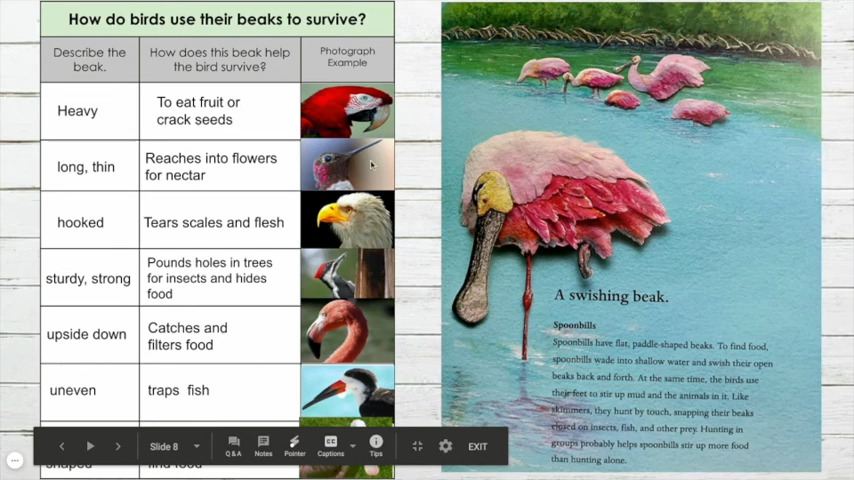 How do birds use their beaks to survive?
Describe the
beak.
How does this beak help
the bird survive?
Photograph
Example
Heavy
To eat fruit or
crack seeds
long, thin
Reaches into flowers
for nectar
hooked
Tears scales and flesh
sturdy, strong
Pounds holes in trees
for insects and hides
food
upside down
Catches and
filters food
uneven
traps fish
shaped
find food
Slide 8
Q & A
Notes
Pointer
Captions
Tips
EXIT
A swishing beak.
Spoonbills
Spoonbills have flat, paddle-shaped beaks. To find food,
spoonbills wade into shallow water and swish their open
beaks back and forth. At the same time, the birds use
their feet to stir up mud and the animals in it. Like
skimmers, they hunt by touch, snapping their beaks
closed on insects, fish, and other prey. Hunting in
groups probably helps spoonbills stir up more food
than hunting alone.